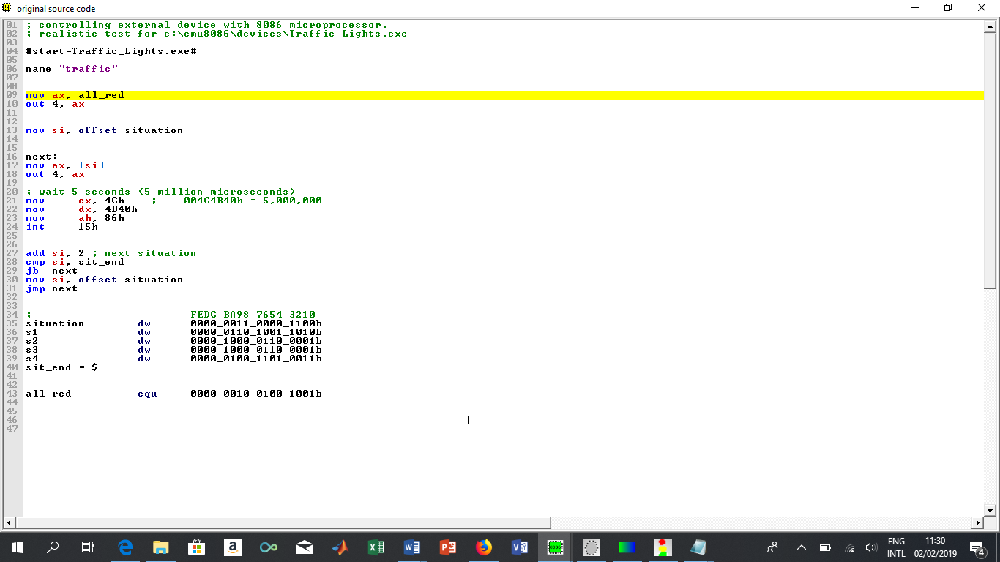 original source code
01 ; controlling external device with 8086 microprocessor.
02 ; realistic test for c:\emu8086\devices\Traffic_Lights.exe
03
04 #start=Traffic_Lights.exe#
05
06 name "traffic"
07
08
09 mov ax, all_red
10 out 4, ax
11
12
13 mov si, offset situation
14
15
16 next:
17 mov ax, [si]
18 out 4, ax
19
20 ; wait 5 seconds (5 million microseconds)
21 mov cx, 4Ch ; 004C4B40h = 5,000,000
22 mov dx, 4B40h
23 mov ah, 86h
24 int 15h
25
26
27 add si, 2 ; next situation
28 cmp si, sit_end
29 jb next
30 mov si, offset situation
31 jmp next
32
33
34 ; FEDC_BA98_7654_3210
35 situation dw 0000_0011_0000_1100b
36 s1 dw 0000_0110_1001_1010b
37 s2 dw 0000_1000_0110_0001b
38 s3 dw 0000_1000_0110_0001b
39 s4 dw 0000_0100_1101_0011b
40 sit_end = $
41
42
43 all_red equ 0000_0010_0100_1001b
44
45
46
47
ENG 11:30
INTL 02/02/2019 4